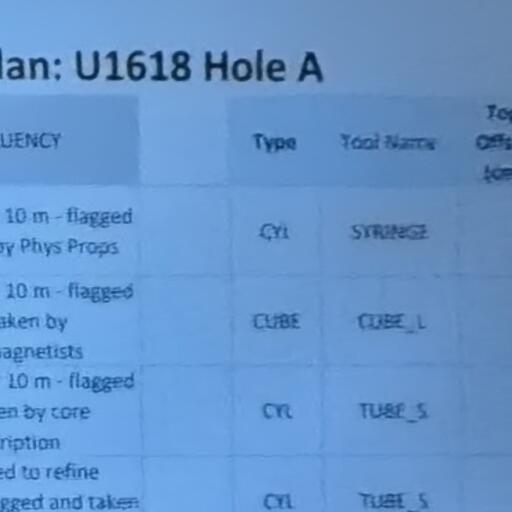 lan: U1618 Hole A
UENCY Type Tool Name Top Offs
10 m - flagged
by Phys Props CYL SYRINGE
10 m - flagged
aken by CUBE CUBE_L
agnetists
10 m - flagged
en by core CYL TUBE_S
ription
ed to refine
gged and taken CYL TUBE_S